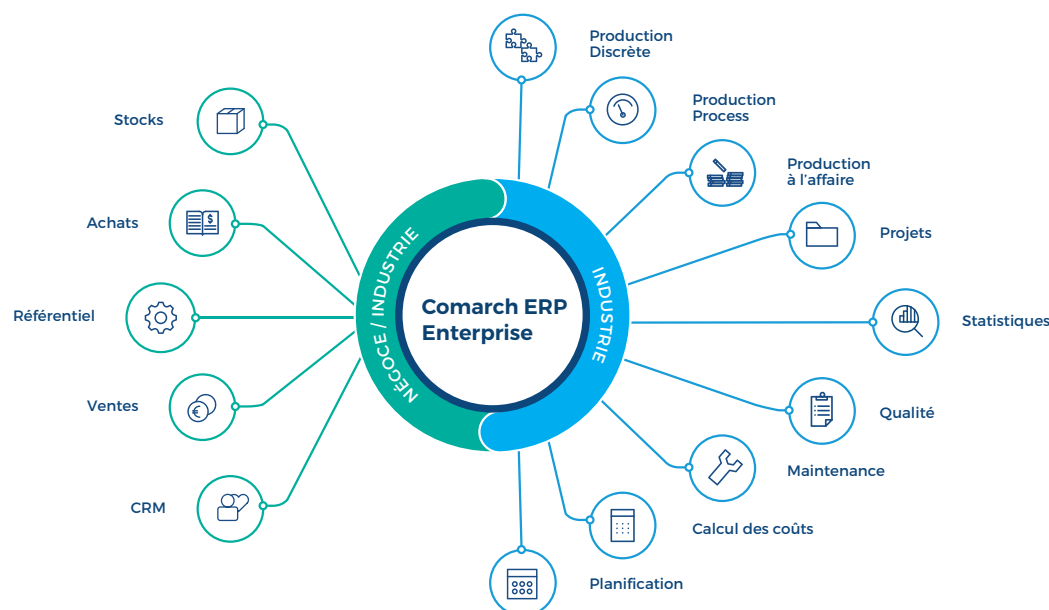 Production
Discrète
Production
Process
Stocks
Production
à l'affaire
Achats
Projets
NÉGOCE / INDUSTRIE
INDUSTRIE
Comarch ERP
Enterprise
Référentiel
$
Statistiques
Ventes
€
Qualité
Maintenance
CRM
Calcul des coûts
Planification